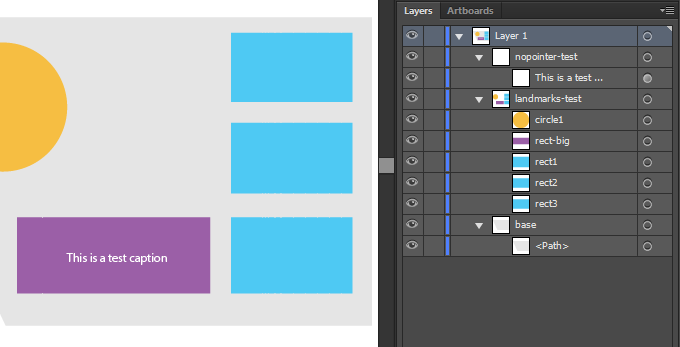 This is a test caption
Layers
Artboards
Layer 1
nopointer-test
This is a test ...
landmarks-test
circle1
rect-big
rect1
rect2
rect3
base
<Path>